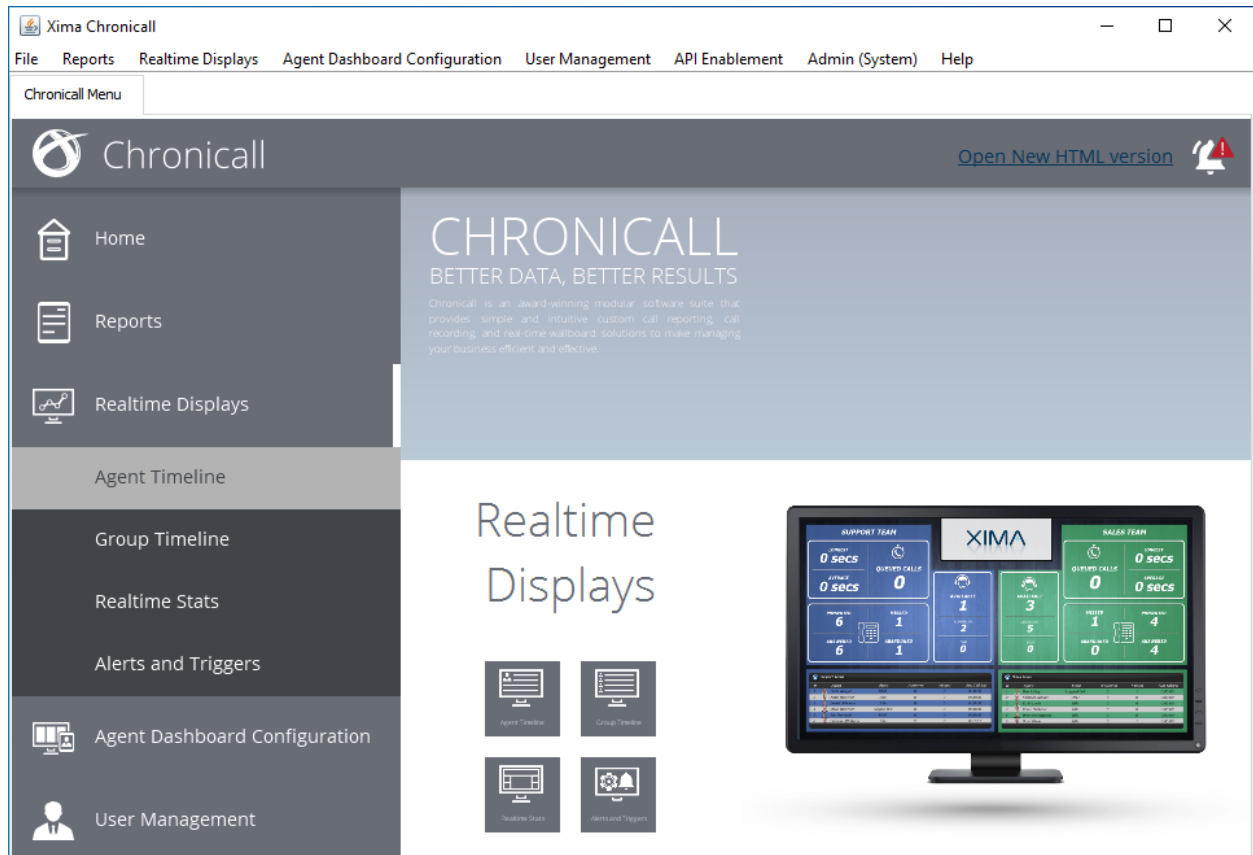 Xima Chronicall
File Reports Realtime Displays Agent Dashboard Configuration User Management API Enablement Admin (System) Help
Chronicall Menu
Chronicall
Open New HTML version
Home
Reports
Realtime Displays
Agent Timeline
Group Timeline
Realtime Stats
Alerts and Triggers
Agent Dashboard Configuration
User Management
CHRONICALL
BETTER DATA, BETTER RESULTS
Chronicall is an award-winning modular software suite that
provides simple and intuitive custom call reporting, call
recording, and real-time wallboard solutions to make managing
your business efficient and effective.
Realtime
Displays
Agent Timeline
Group Timeline
Realtime Stats
Alerts and Triggers
SUPPORT TEAM
XIMA
SALES TEAM
0 secs
QUEUED CALLS
0
0 secs
QUEUED CALLS
0
0 secs
0 secs
1
2
0
3
5
0
6
1
6
1
1
4
0
4